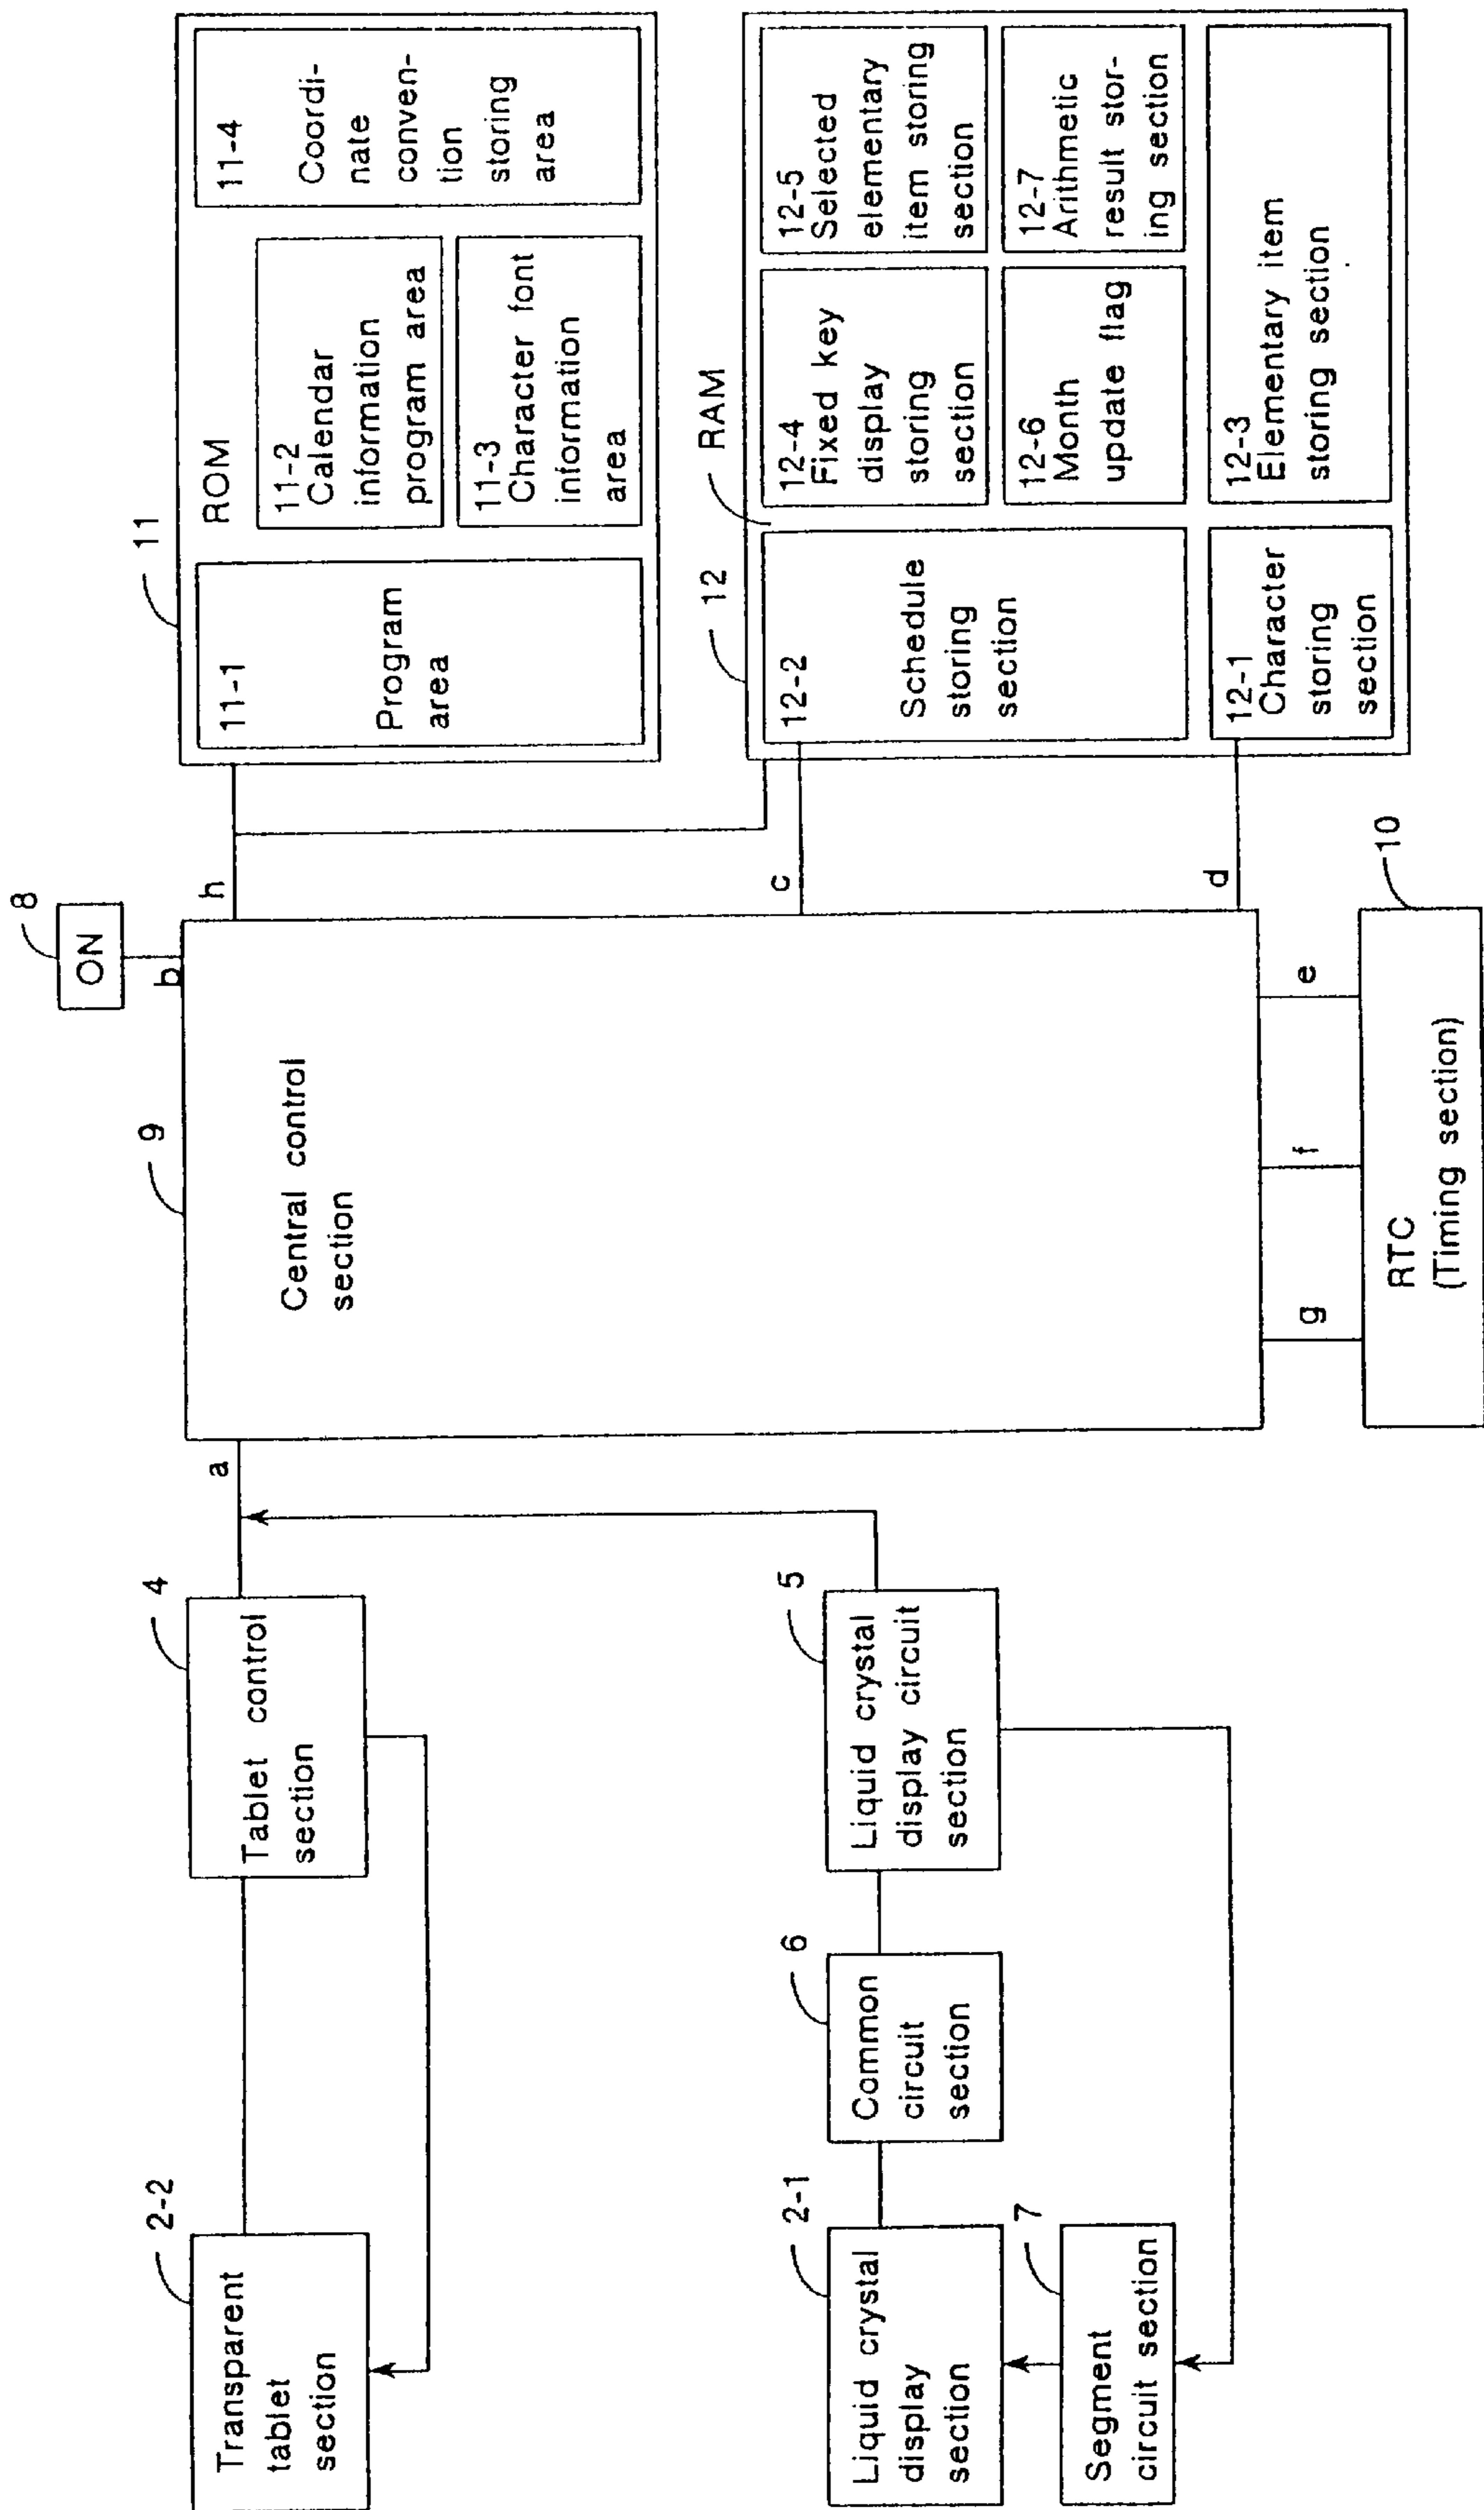 2-2
Transparent
tablet
section
4
Tablet control
section
2-1
Liquid crystal
display
section
6
Common
circuit
section
5
Liquid crystal
display circuit
section
7
Segment
circuit section
a
9
Central control
section
8
ON
b
h
c
d
e
f
g
10
RTC
(Timing section)
11
ROM
11-1
Program
area
11-2
Calendar
information
program area
11-3
Character font
information
area
11-4
Coordi-
nate
conven-
tion
storing
area
12
RAM
12-2
Schedule
storing
section
12-4
Fixed key
display
storing
section
12-5
Selected
elementary
item storing
section
12-6
Month
update flag
12-7
Arithmetic
result stor-
ing section
12-1
Character
storing
section
12-3
Elementary item
storing section